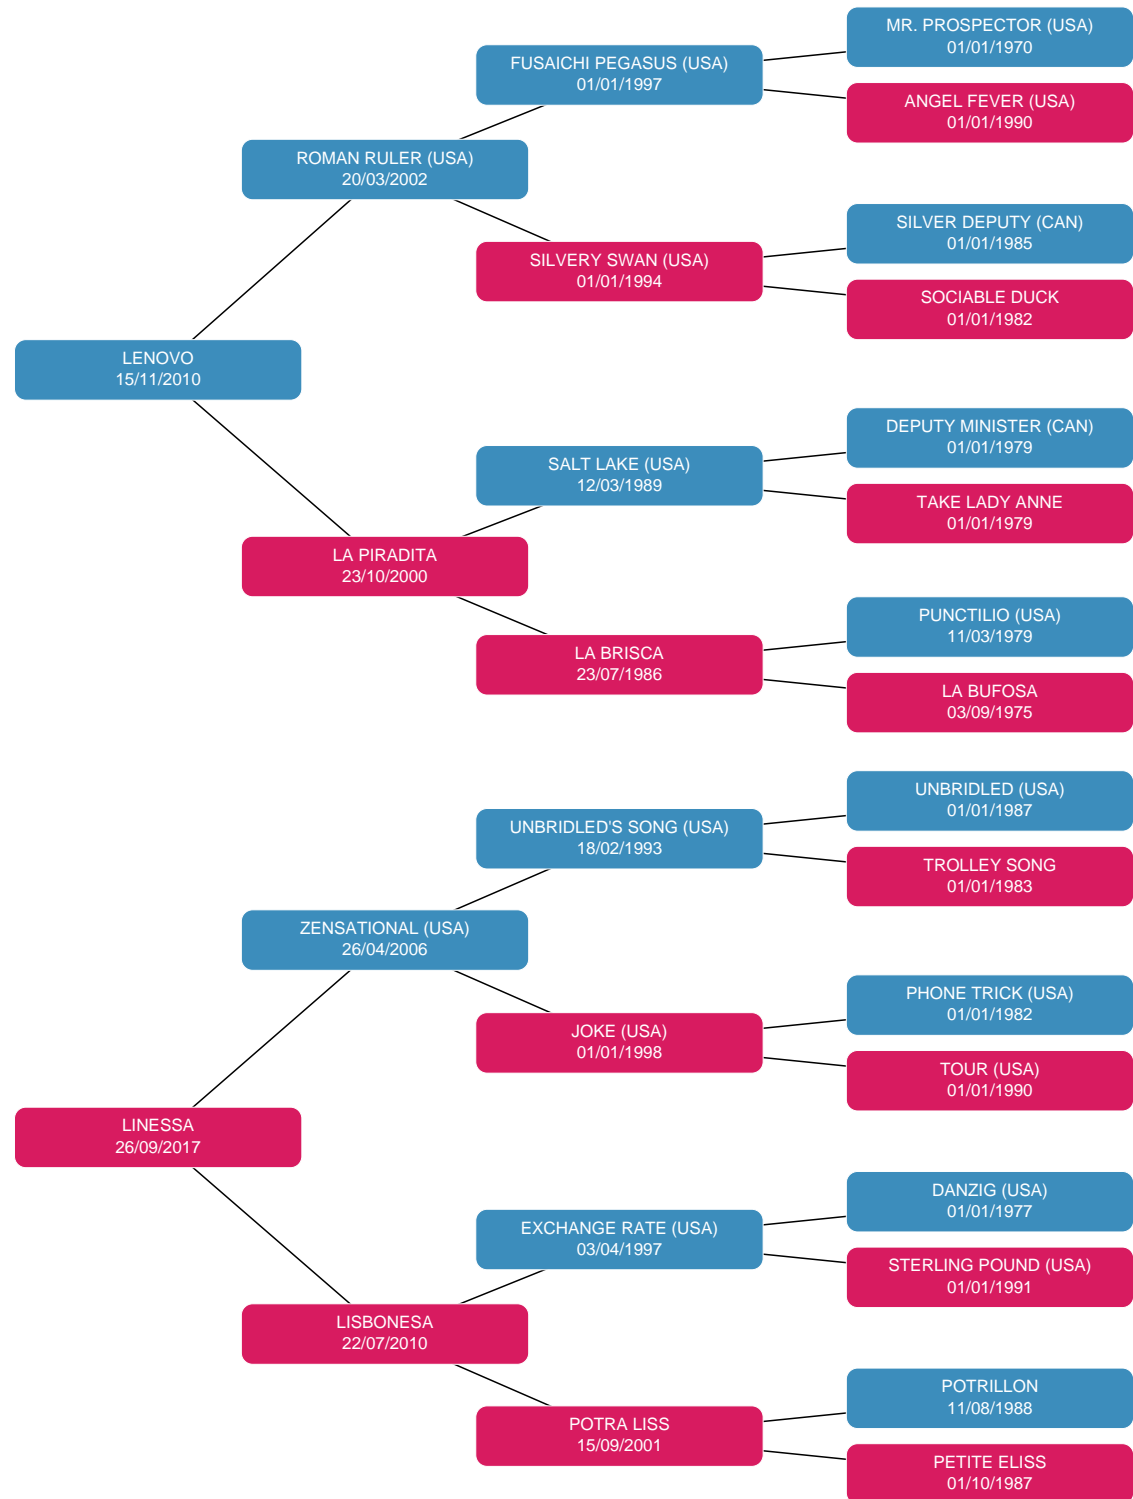 MR. PROSPECTOR (USA)
01/01/1970
FUSAICHI PEGASUS (USA)
01/01/1997
ANGEL FEVER (USA)
01/01/1990
ROMAN RULER (USA)
20/03/2002
SILVER DEPUTY (CAN)
01/01/1985
SILVERY SWAN (USA)
01/01/1994
SOCIABLE DUCK
01/01/1982
LENOVO
15/11/2010
DEPUTY MINISTER (CAN)
01/01/1979
SALT LAKE (USA)
12/03/1989
TAKE LADY ANNE
01/01/1979
LA PIRADITA
23/10/2000
PUNCTILIO (USA)
11/03/1979
LA BRISCA
23/07/1986
LA BUFOSA
03/09/1975
UNBRIDLED (USA)
01/01/1987
UNBRIDLED'S SONG (USA)
18/02/1993
TROLLEY SONG
01/01/1983
ZENSATIONAL (USA)
26/04/2006
PHONE TRICK (USA)
01/01/1982
JOKE (USA)
01/01/1998
TOUR (USA)
01/01/1990
LINESSA
26/09/2017
DANZIG (USA)
01/01/1977
EXCHANGE RATE (USA)
03/04/1997
STERLING POUND (USA)
01/01/1991
LISBONESA
22/07/2010
POTRILLON
11/08/1988
POTRA LISS
15/09/2001
PETITE ELISS
01/10/1987